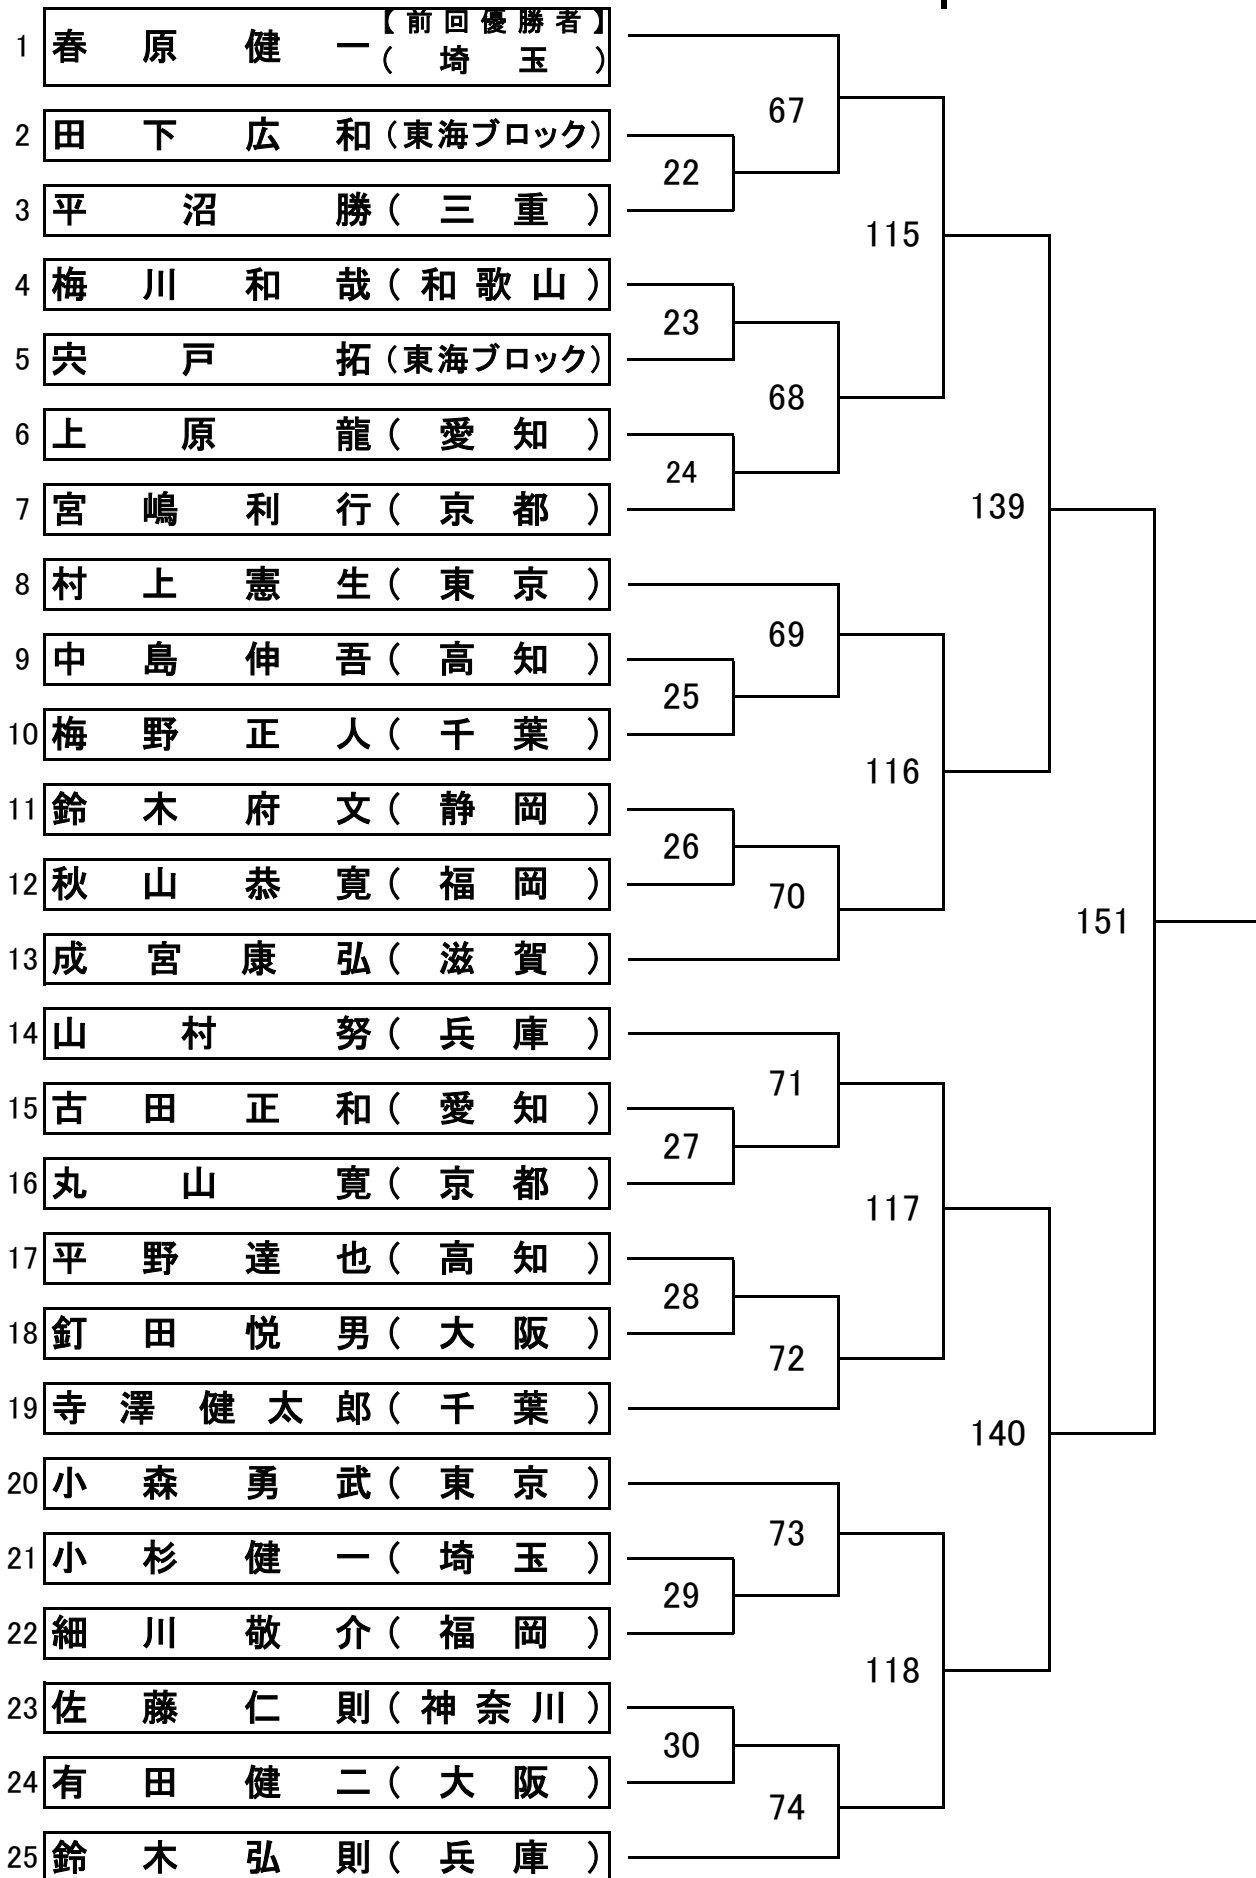 【前回優勝者】
1 春原健一(埼玉)
67
2 田下広和(東海ブロック)
22
3 平沼勝(三重)
115
4 梅川和哉(和歌山)
23
5 宍戸拓(東海ブロック)
68
6 上原龍(愛知)
24
7 宮嶋利行(京都)
139
8 村上憲生(東京)
69
9 中島伸吾(高知)
25
10 梅野正人(千葉)
116
11 鈴木府文(静岡)
26
12 秋山恭寛(福岡)
70
151
13 成宮康弘(滋賀)
14 山村努(兵庫)
71
15 古田正和(愛知)
27
16 丸山寛(京都)
117
17 平野達也(高知)
28
18 釘田悦男(大阪)
72
19 寺澤健太郎(千葉)
140
20 小森勇武(東京)
73
21 小杉健一(埼玉)
29
22 細川敬介(福岡)
118
23 佐藤仁則(神奈川)
30
24 有田健二(大阪)
74
25 鈴木弘則(兵庫)